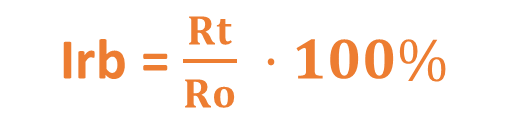 Irb = Rt/Ro · 100%